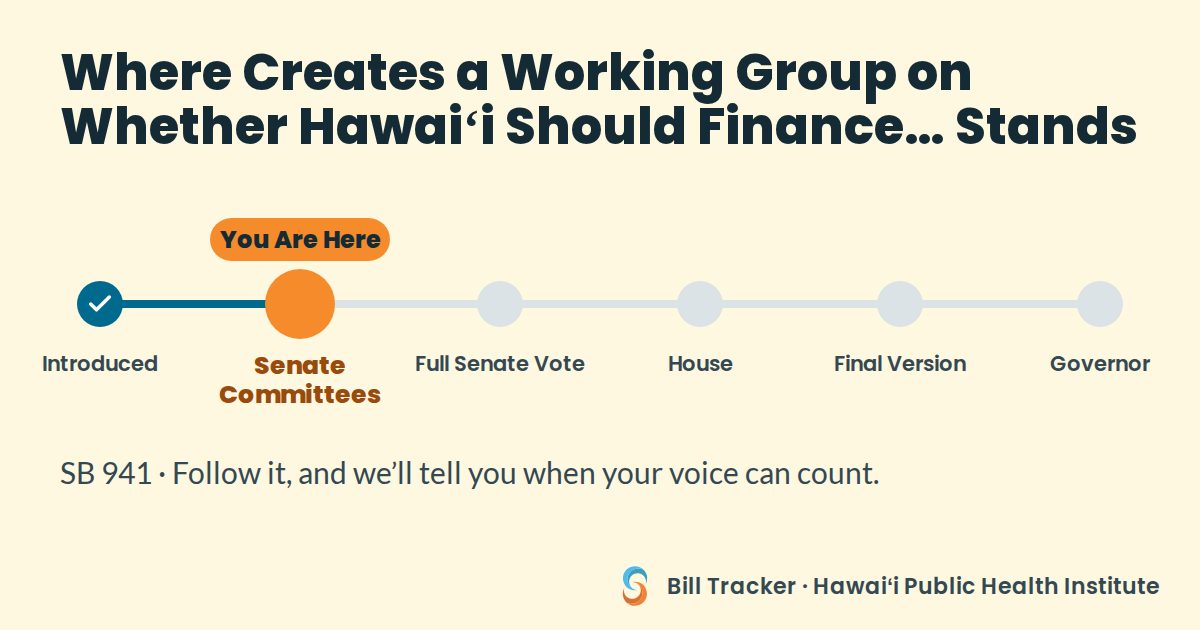 Where Creates a Working Group on
Whether Hawaiʻi Should Finance... Stands
You Are Here
Introduced
Senate
Committees
Full Senate Vote
House
Final Version
Governor
SB 941 · Follow it, and we’ll tell you when your voice can count.
Bill Tracker · Hawaiʻi Public Health Institute